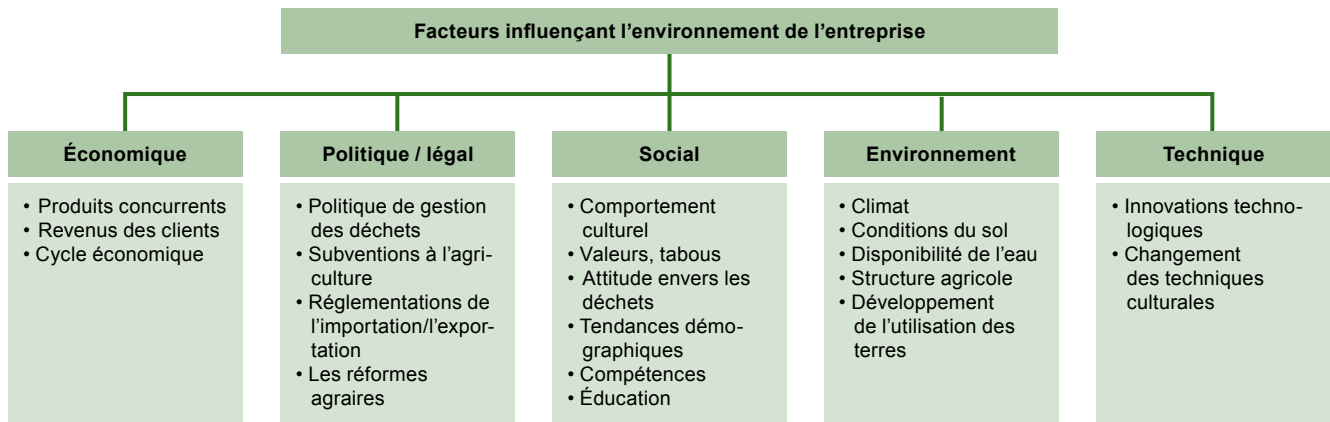 Facteurs influençant l’environnement de l’entreprise
Économique
• Produits concurrents
• Revenus des clients
• Cycle économique
Politique / légal
• Politique de gestion
des déchets
• Subventions à l’agri-
culture
• Réglementations de
l’importation/l’expor-
tation
• Les réformes
agraires
Social
• Comportement
culturel
• Valeurs, tabous
• Attitude envers les
déchets
• Tendances démo-
graphiques
• Compétences
• Éducation
Environnement
• Climat
• Conditions du sol
• Disponibilité de l’eau
• Structure agricole
• Développement
de l’utilisation des
terres
Technique
• Innovations techno-
logiques
• Changement
des techniques
culturales